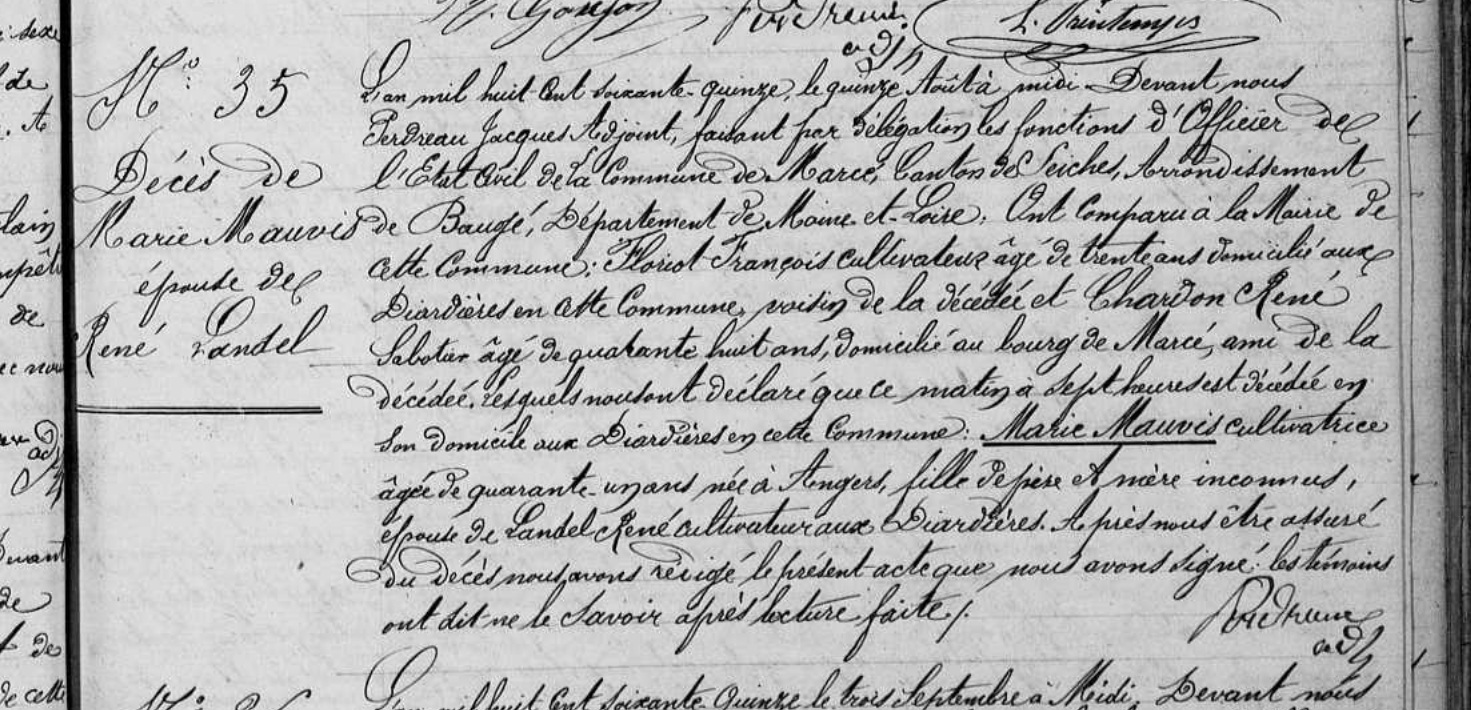 L. Printemps
adj
N° 35
Décès de
Marie Mauvis
épouse de
René Landel
L'an mil huit cent soixante-quinze, le quinze Août à midi. Devant nous
Perdreau Jacques Adjoint, faisant par délégation les fonctions d'Officier de
l'Etat Civil de la Commune de Marcé, Canton de Seiches, Arrondissement
de Baugé, Département de Maine-et-Loire. Ont comparu à la Mairie de
cette Commune: Floriot François cultivateur âgé de trente ans domicilié aux
Diardières en cette Commune, voisin de la décédée et Chardon René
Sabotier âgé de quarante huit ans, domicilié au bourg de Marcé, ami de la
décédée. Lesquels nous ont déclaré que ce matin à sept heures est décédée en
son domicile aux Diardières en cette Commune: Marie Mauvis cultivatrice
âgée de quarante-un ans née à Angers, fille de père et mère inconnus,
épouse de Landel René cultivateur aux Diardières. Après nous être assuré
du décès nous avons rédigé le présent acte que nous avons signé: les témoins
ont dit ne le savoir après lecture faite /.
Perdreau
adj
L'an mil huit cent soixante-Quinze le trois Septembre à Midi. Devant nous